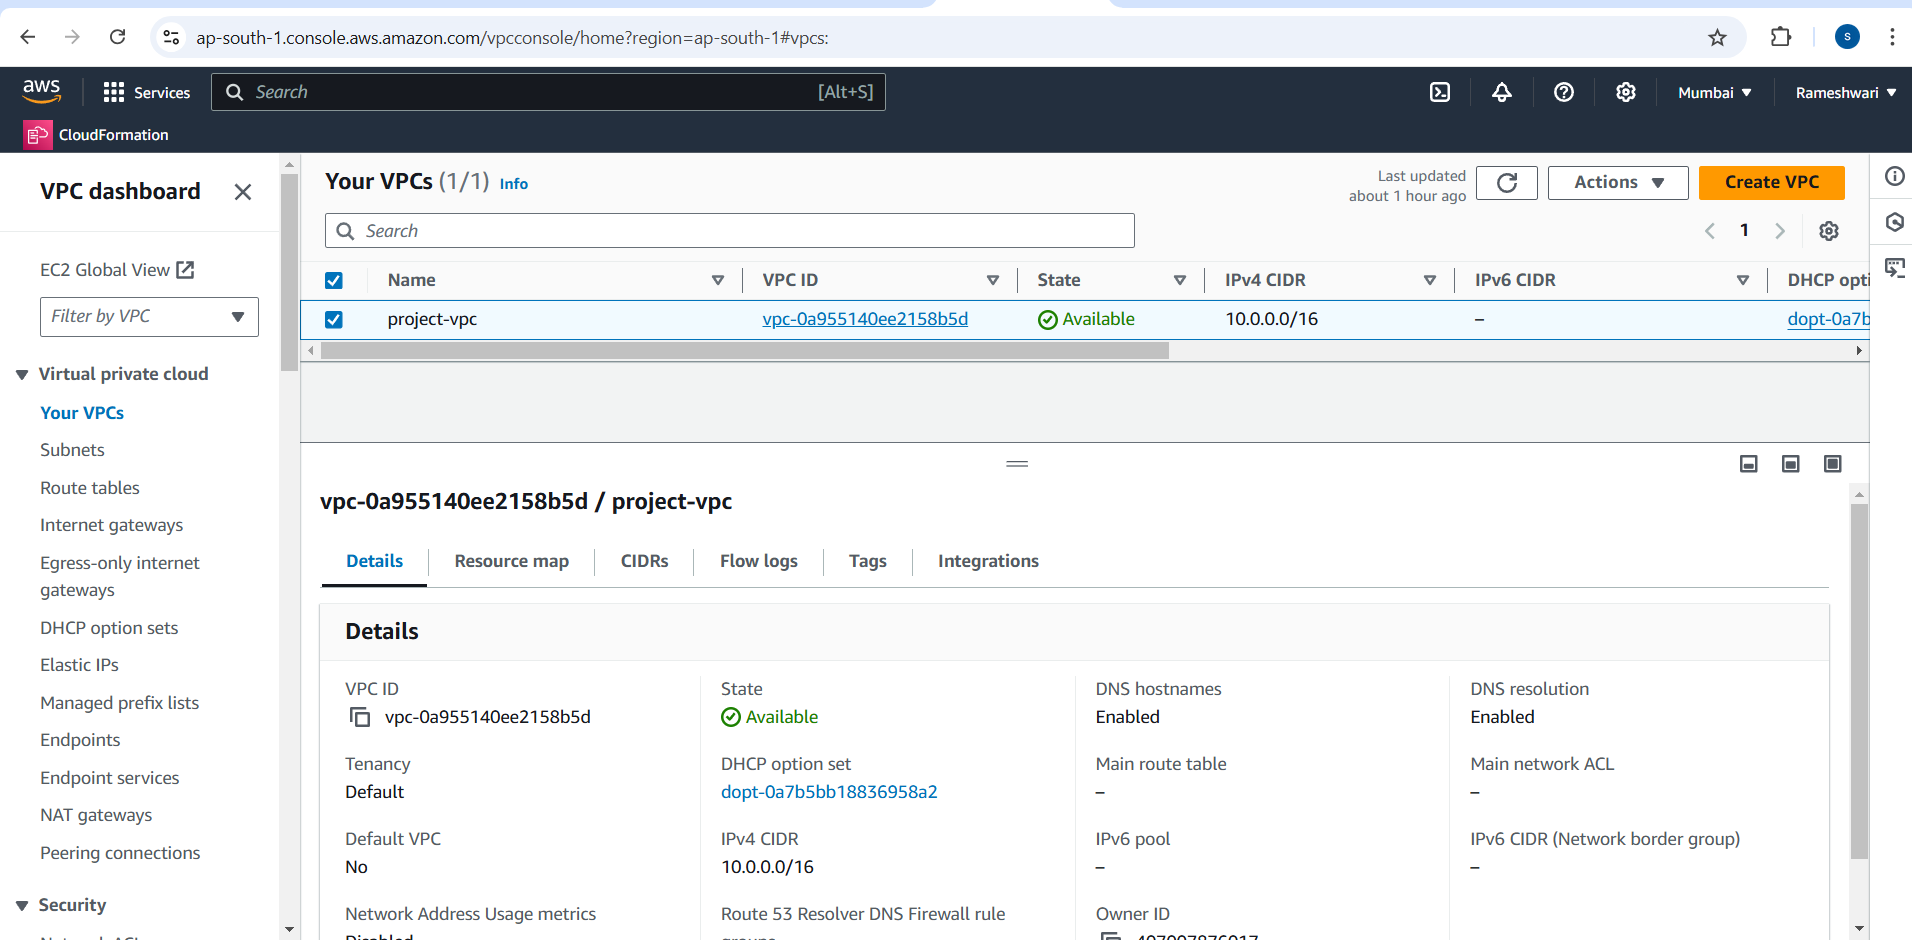 ap-south-1.console.aws.amazon.com/vpcconsole/home?region=ap-south-1#vpcs:
S
aws
Services
Search
[Alt+S]
Mumbai
Rameshwari
CloudFormation
VPC dashboard
EC2 Global View
Filter by VPC
Virtual private cloud
Your VPCs
Subnets
Route tables
Internet gateways
Egress-only internet
gateways
DHCP option sets
Elastic IPs
Managed prefix lists
Endpoints
Endpoint services
NAT gateways
Peering connections
Security
Your VPCs (1/1) Info
Last updated
about 1 hour ago
Actions
Create VPC
Search
1
Name VPC ID State IPv4 CIDR IPv6 CIDR DHCP opti
project-vpc vpc-0a955140ee2158b5d Available 10.0.0.0/16 – dopt-0a7b
vpc-0a955140ee2158b5d / project-vpc
Details Resource map CIDRs Flow logs Tags Integrations
Details
VPC ID
vpc-0a955140ee2158b5d
State
Available
DNS hostnames
Enabled
DNS resolution
Enabled
Tenancy
Default
DHCP option set
dopt-0a7b5bb18836958a2
Main route table
–
Main network ACL
–
Default VPC
No
IPv4 CIDR
10.0.0.0/16
IPv6 pool
–
IPv6 CIDR (Network border group)
–
Network Address Usage metrics
Disabled
Route 53 Resolver DNS Firewall rule
groups
Owner ID